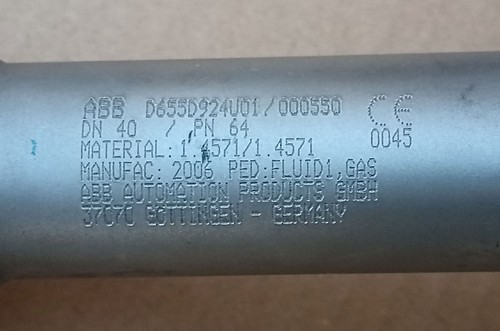 ABB D655D924U01/000550 CE
DN 40 / PN 64 0045
MATERIAL:1.4571/1.4571
MANUFAC: 2006 PED:FLUID1,GAS
ABB AUTOMATION PRODUCTS GMBH
37070 GÖTTINGEN - GERMANY